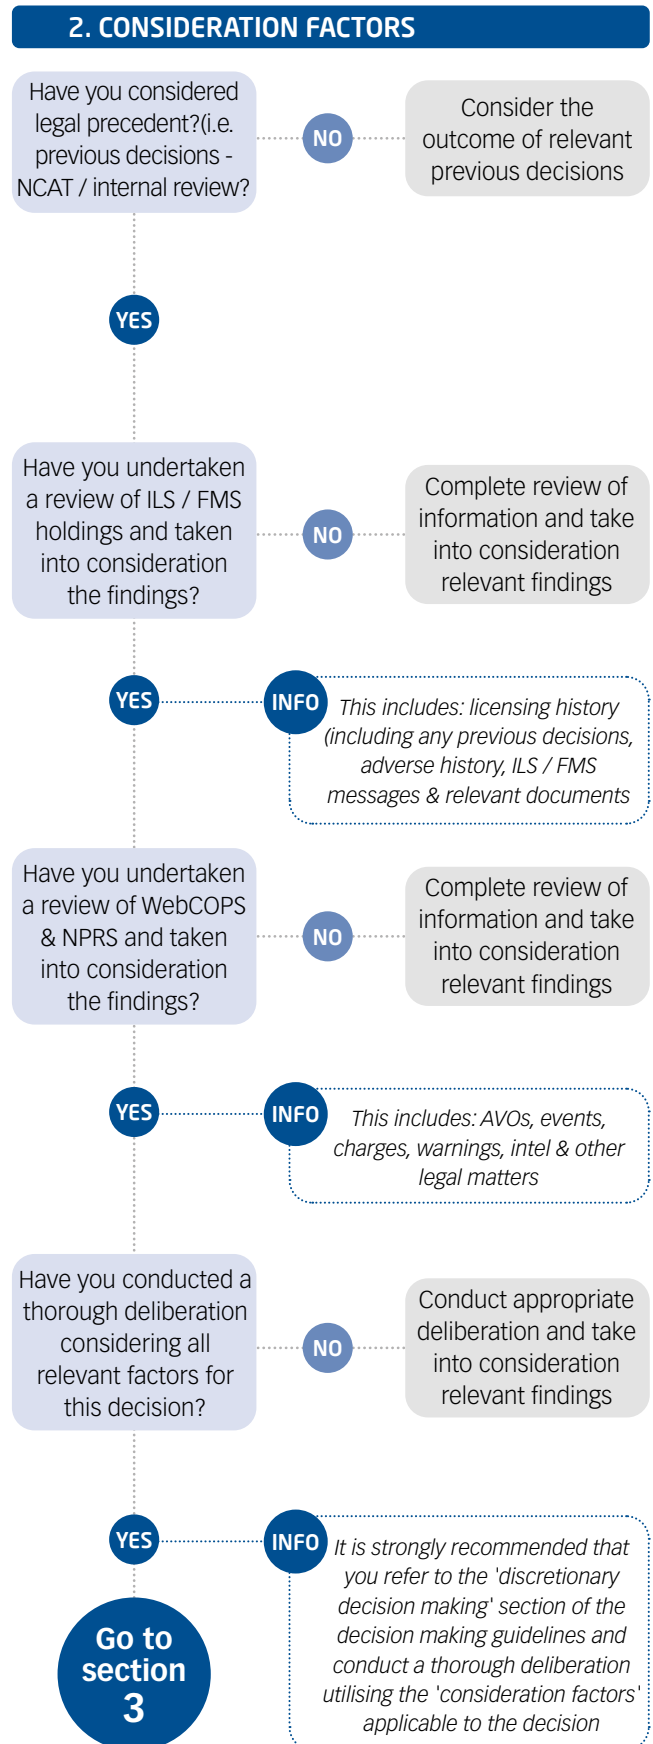 2. CONSIDERATION FACTORS
Have you considered
legal precedent?(i.e.
previous decisions -
NCAT / internal review?
NO
Consider the
outcome of relevant
previous decisions
YES
Have you undertaken
a review of ILS / FMS
holdings and taken
into consideration
the findings?
NO
Complete review of
information and take
into consideration
relevant findings
YES
INFO
This includes: licensing history
(including any previous decisions,
adverse history, ILS / FMS
messages & relevant documents
Have you undertaken
a review of WebCOPS
& NPRS and taken
into consideration
the findings?
NO
Complete review of
information and take
into consideration
relevant findings
YES
INFO
This includes: AVOs, events,
charges, warnings, intel & other
legal matters
Have you conducted a
thorough deliberation
considering all
relevant factors for
this decision?
NO
Conduct appropriate
deliberation and take
into consideration
relevant findings
YES
INFO
It is strongly recommended that
you refer to the 'discretionary
decision making' section of the
decision making guidelines and
conduct a thorough deliberation
utilising the 'consideration factors'
applicable to the decision
Go to
section
3